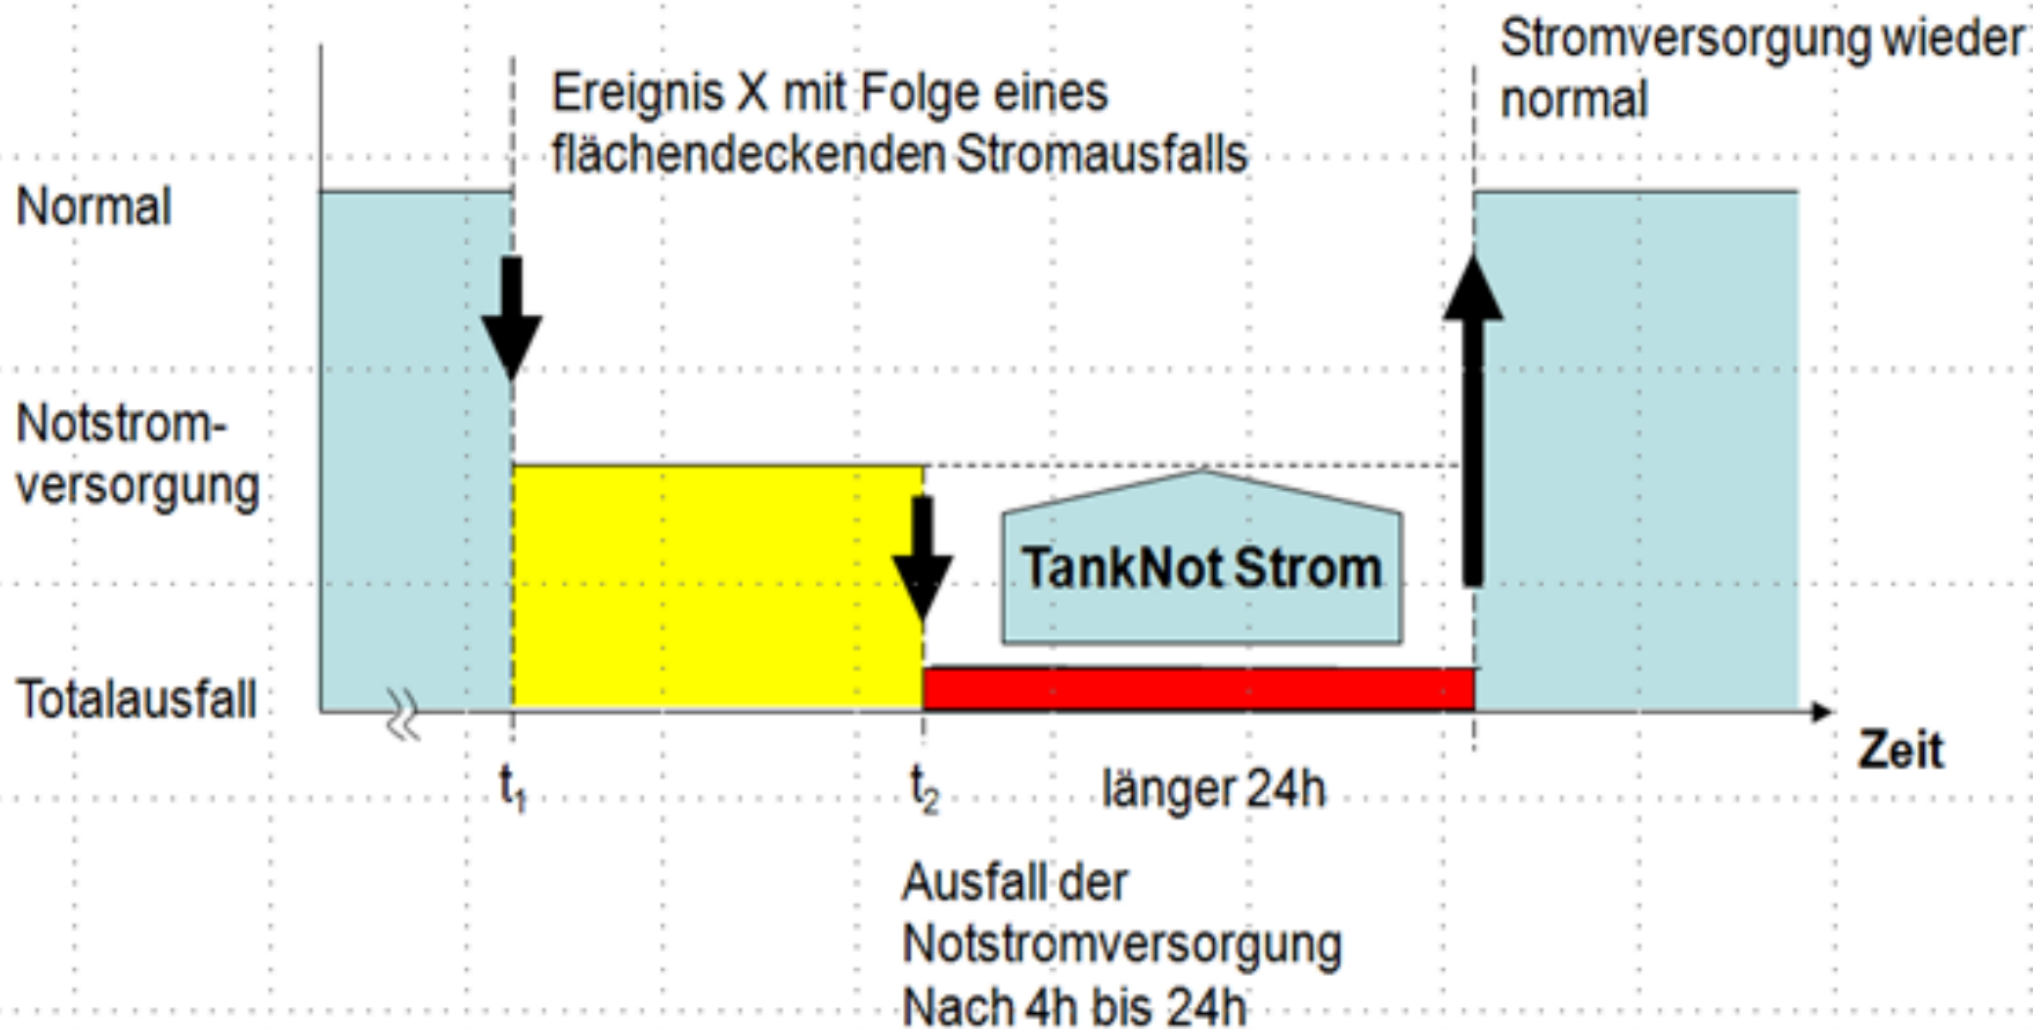 Stromversorgung wieder
normal
Ereignis X mit Folge eines
flächendeckenden Stromausfalls
Normal
Notstrom-
versorgung
TankNot Strom
Totalausfall
Zeit
t₁
t₂
länger 24h
Ausfall der
Notstromversorgung
Nach 4h bis 24h